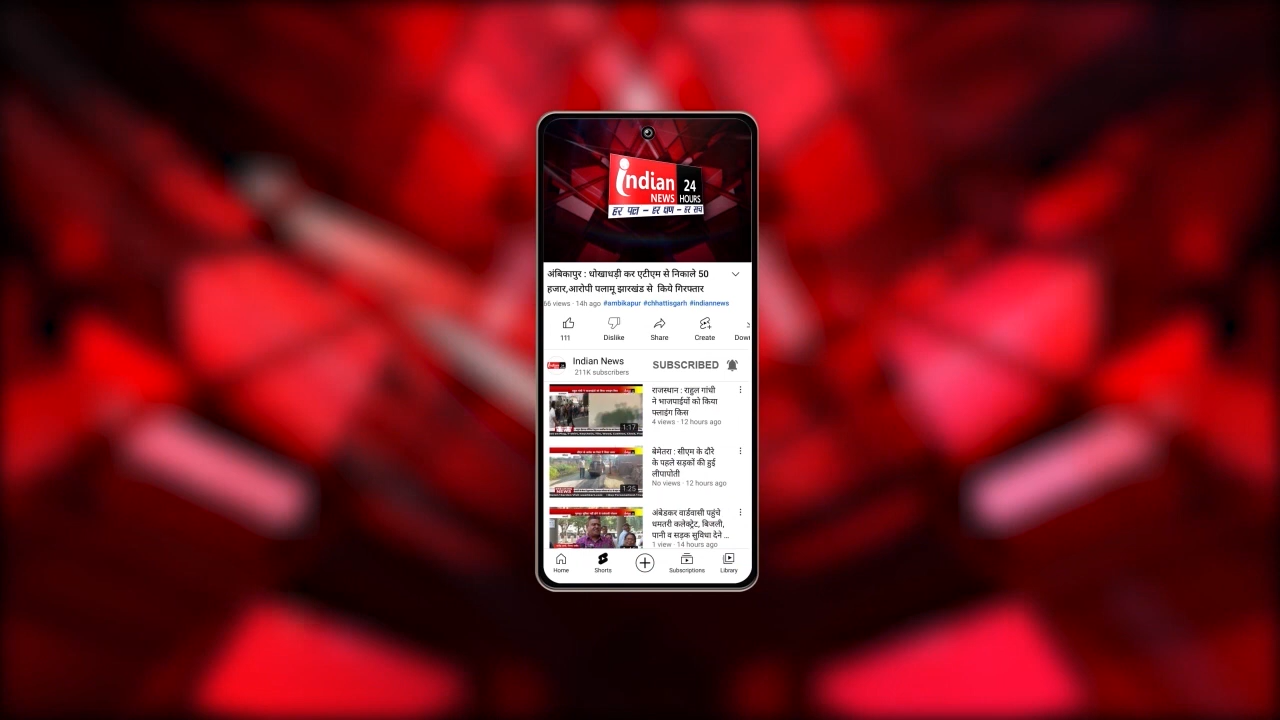 indian
NEWS
24
HOURS
हर पल – हर क्षण – हर सच
अंबिकापुर : धोखाधड़ी कर एटीएम से निकाले 50
हजार,आरोपी पलामू झारखंड से किये गिरफ्तार
66 views · 14h ago #ambikapur #chhattisgarh #indiannews
111 Dislike Share Create Down
Indian News
211K subscribers
SUBSCRIBED
राजस्थान : राहुल गांधी
ने भाजपाईयों को किया
फ्लाइंग किस
4 views · 12 hours ago
1:17
बेमेतरा : सीएम के दौरे
के पहले सड़कों की हुई
लीपापोती
No views · 12 hours ago
1:25
अंबेडकर वार्डवासी पहुंचे
धमतरी कलेक्ट्रेट, बिजली,
पानी व सड़क सुविधा देने ...
1 view · 14 hours ago
Home Shorts Subscriptions Library